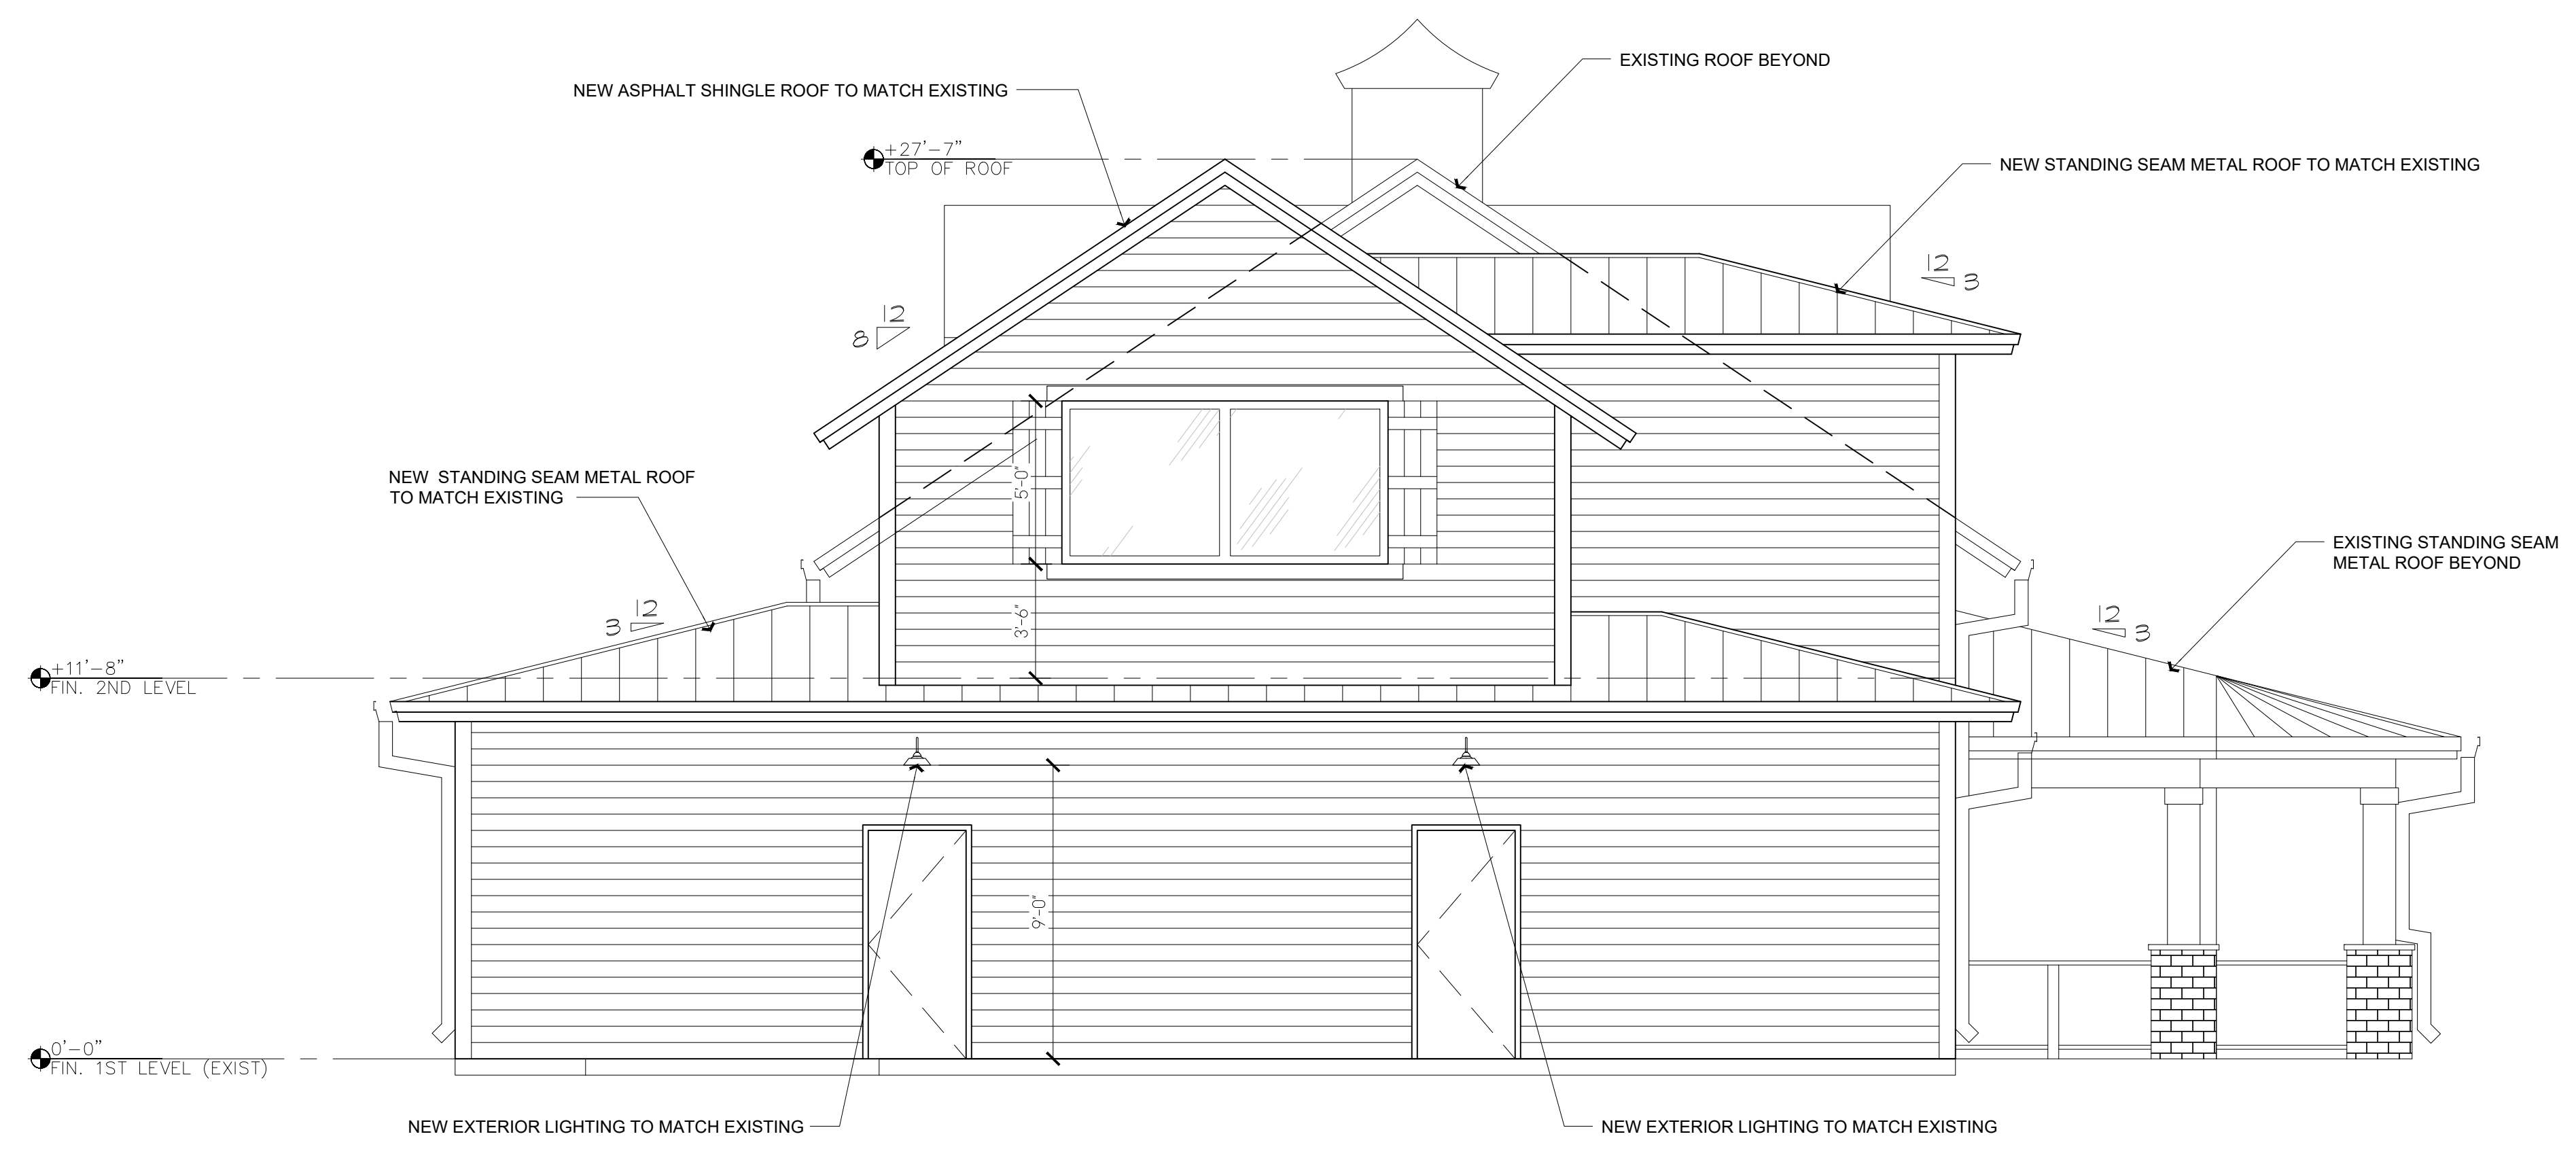 EXISTING ROOF BEYOND
NEW ASPHALT SHINGLE ROOF TO MATCH EXISTING
+27'-7"
TOP OF ROOF
NEW STANDING SEAM METAL ROOF TO MATCH EXISTING
12
3
12
8
NEW STANDING SEAM METAL ROOF
TO MATCH EXISTING
5'-0"
EXISTING STANDING SEAM
METAL ROOF BEYOND
12
3
3'-6"
12
3
+11'-8"
FIN. 2ND LEVEL
9'-0"
0'-0"
FIN. 1ST LEVEL (EXIST)
NEW EXTERIOR LIGHTING TO MATCH EXISTING
NEW EXTERIOR LIGHTING TO MATCH EXISTING